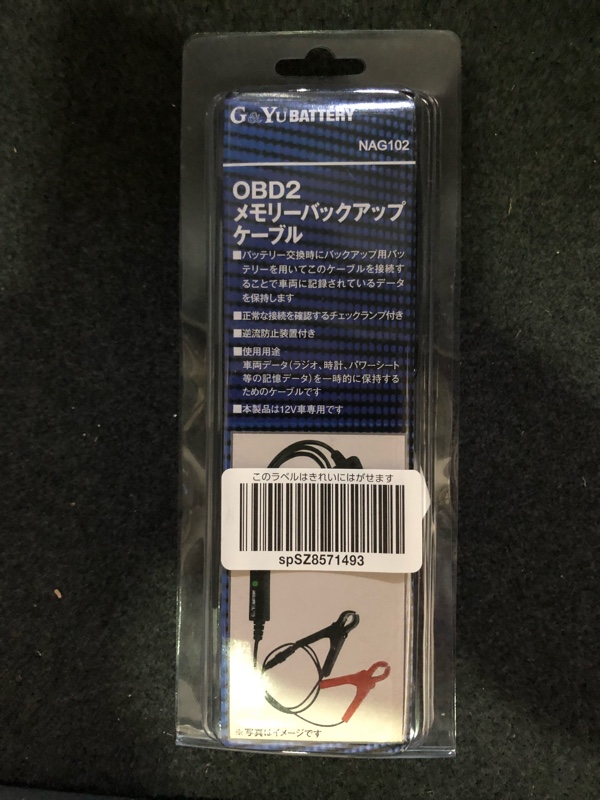 G&Yu BATTERY
NAG102
OBD2
メモリーバックアップ
ケーブル
■バッテリー交換時にバックアップ用バッ
テリーを用いてこのケーブルを接続す
ることで車両に記録されているデータ
を保持します
■正常な接続を確認するチェックランプ付き
■逆流防止装置付き
■使用用途
車両データ(ラジオ、時計、パワーシート
等の記憶データ)を一時的に保持する
ためのケーブルです
■本製品は12V車専用です
このラベルはきれいにはがせます
spSZ8571493
※写真はイメージです